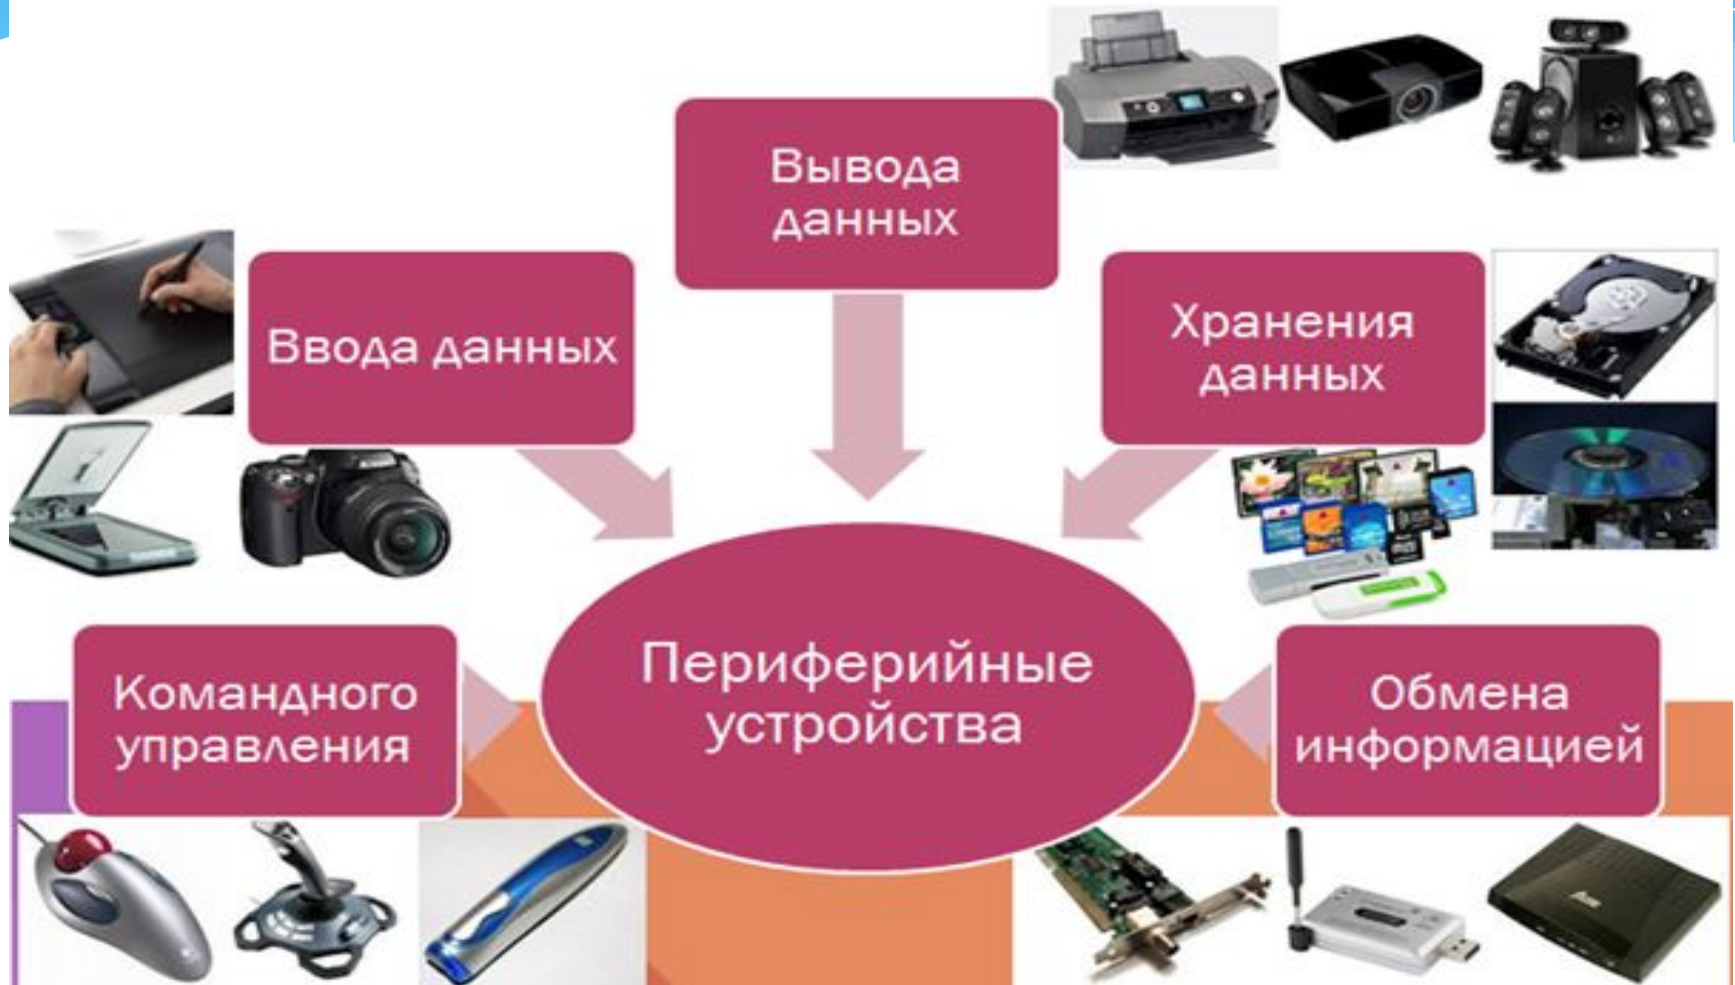 Вывода
данных
Ввода данных
Хранения
данных
Периферийные
устройства
Командного
управления
Обмена
информацией